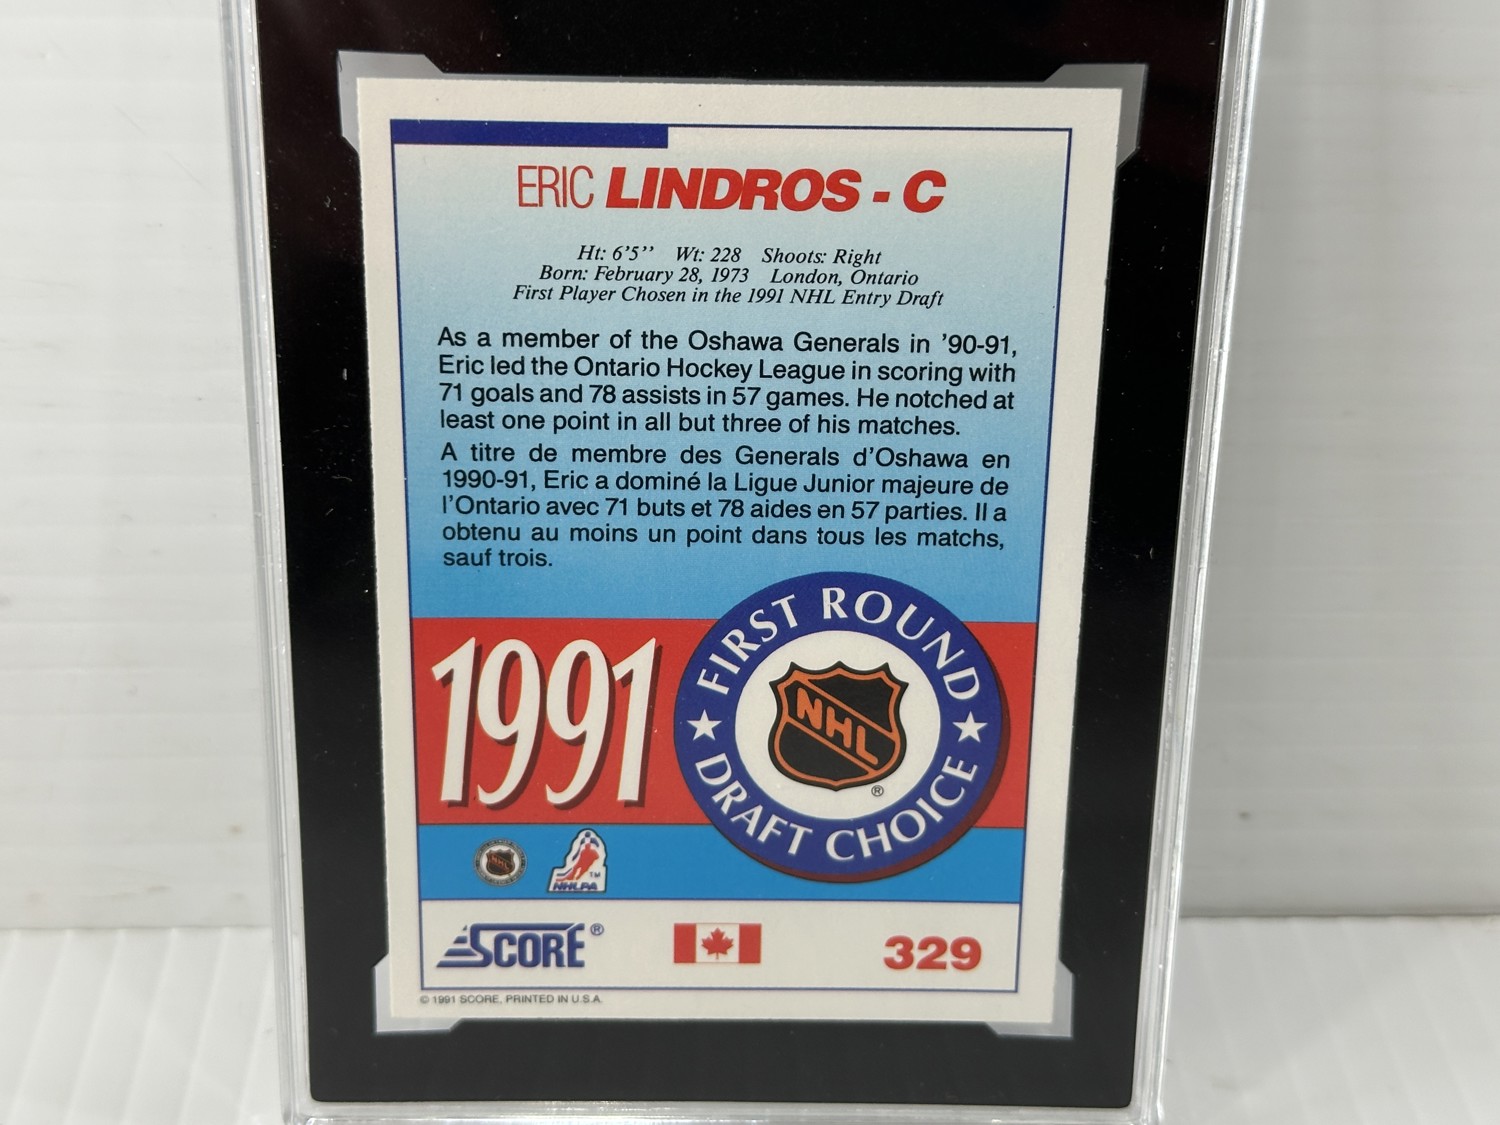 ERIC LINDROS - C
Ht: 6'5'' Wt: 228 Shoots: Right
Born: February 28, 1973 London, Ontario
First Player Chosen in the 1991 NHL Entry Draft
As a member of the Oshawa Generals in '90-91,
Eric led the Ontario Hockey League in scoring with
71 goals and 78 assists in 57 games. He notched at
least one point in all but three of his matches.
A titre de membre des Generals d'Oshawa en
1990-91, Eric a dominé la Ligue Junior majeure de
l'Ontario avec 71 buts et 78 aides en 57 parties. Il a
obtenu au moins un point dans tous les matchs,
sauf trois.
1991
FIRST ROUND
NHL
®
★ DRAFT CHOICE ★
NHL
NHLPA TM
SCORE®
329
© 1991 SCORE, PRINTED IN U.S.A.